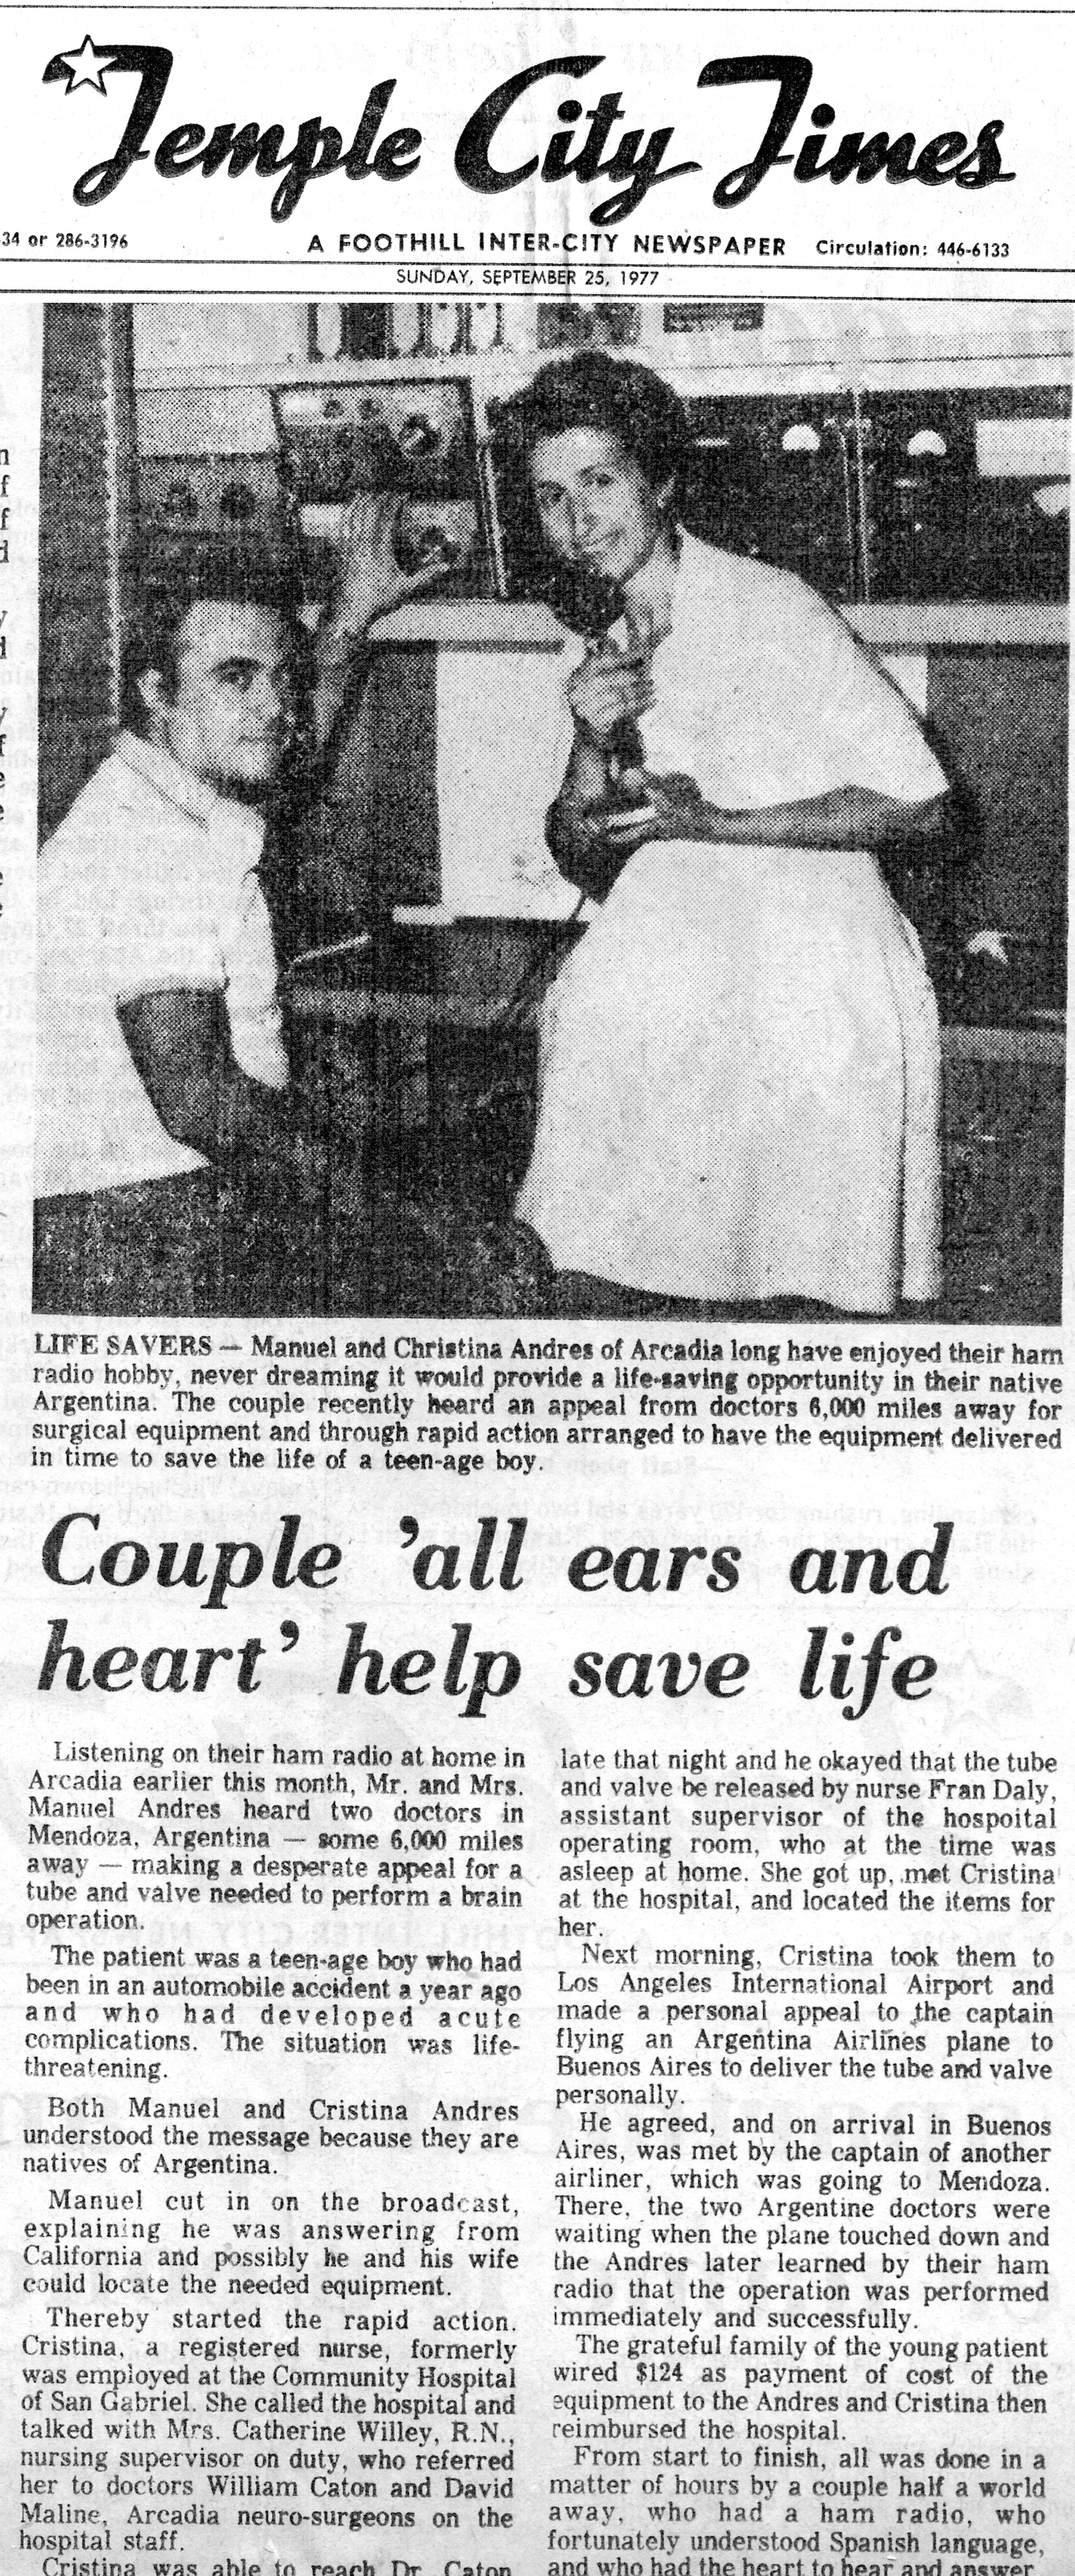 Temple City Times
34 or 286-3196
A FOOTHILL INTER-CITY NEWSPAPER
Circulation: 446-6133
SUNDAY, SEPTEMBER 25, 1977
LIFE SAVERS — Manuel and Christina Andres of Arcadia long have enjoyed their ham
radio hobby, never dreaming it would provide a life-saving opportunity in their native
Argentina. The couple recently heard an appeal from doctors 6,000 miles away for
surgical equipment and through rapid action arranged to have the equipment delivered
in time to save the life of a teen-age boy.
Couple 'all ears and
heart' help save life
Listening on their ham radio at home in
Arcadia earlier this month, Mr. and Mrs.
Manuel Andres heard two doctors in
Mendoza, Argentina — some 6,000 miles
away — making a desperate appeal for a
tube and valve needed to perform a brain
operation.
The patient was a teen-age boy who had
been in an automobile accident a year ago
and who had developed acute
complications. The situation was life-
threatening.
Both Manuel and Cristina Andres
understood the message because they are
natives of Argentina.
Manuel cut in on the broadcast,
explaining he was answering from
California and possibly he and his wife
could locate the needed equipment.
Thereby started the rapid action.
Cristina, a registered nurse, formerly
was employed at the Community Hospital
of San Gabriel. She called the hospital and
talked with Mrs. Catherine Willey, R.N.,
nursing supervisor on duty, who referred
her to doctors William Caton and David
Maline, Arcadia neuro-surgeons on the
hospital staff.
Cristina was able to reach Dr. Caton
late that night and he okayed that the tube
and valve be released by nurse Fran Daly,
assistant supervisor of the hospoital
operating room, who at the time was
asleep at home. She got up, met Cristina
at the hospital, and located the items for
her.
Next morning, Cristina took them to
Los Angeles International Airport and
made a personal appeal to the captain
flying an Argentina Airlines plane to
Buenos Aires to deliver the tube and valve
personally.
He agreed, and on arrival in Buenos
Aires, was met by the captain of another
airliner, which was going to Mendoza.
There, the two Argentine doctors were
waiting when the plane touched down and
the Andres later learned by their ham
radio that the operation was performed
immediately and successfully.
The grateful family of the young patient
wired $124 as payment of cost of the
equipment to the Andres and Cristina then
reimbursed the hospital.
From start to finish, all was done in a
matter of hours by a couple half a world
away, who had a ham radio, who
fortunately understood Spanish language,
and who had the heart to hear and answer